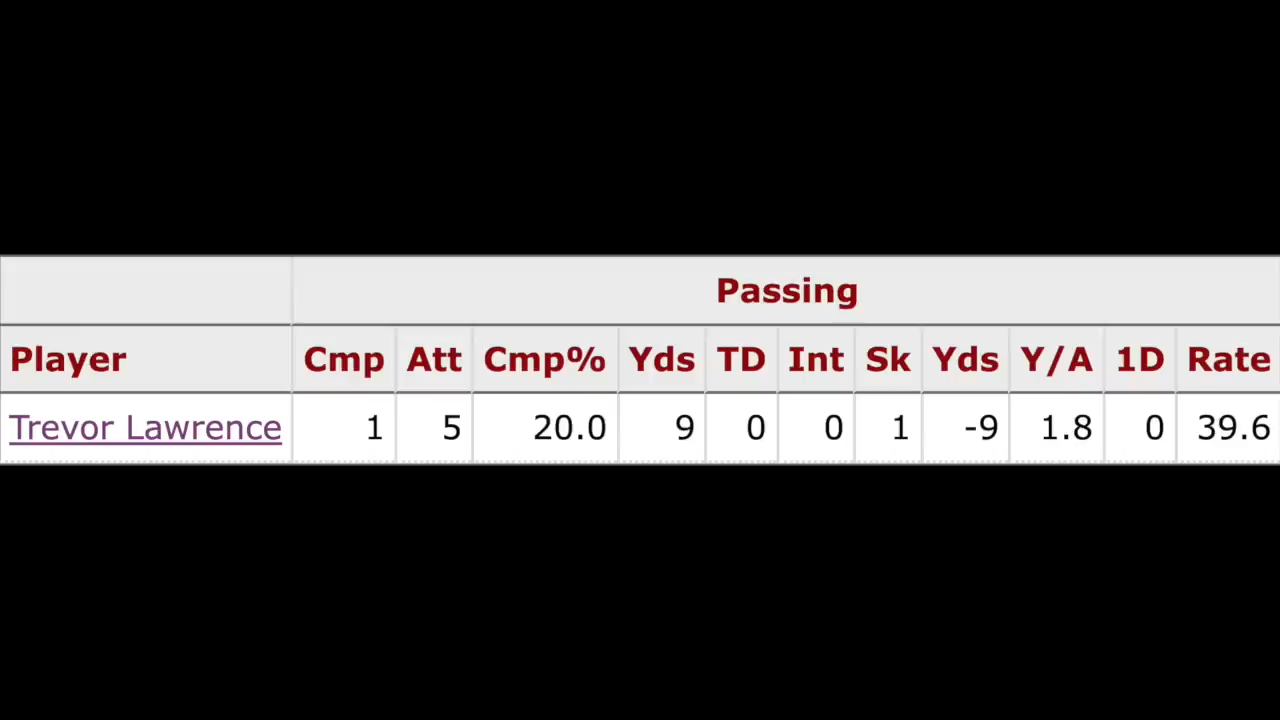 Passing
Player Cmp Att Cmp% Yds TD Int Sk Yds Y/A 1D Rate
Trevor Lawrence 1 5 20.0 9 0 0 1 -9 1.8 0 39.6